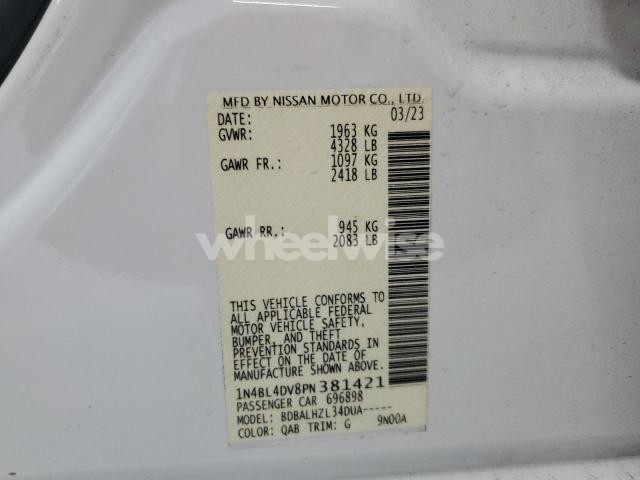 MFD BY NISSAN MOTOR CO., LTD.
DATE: 03/23
GVWR: 1963 KG
4328 LB
GAWR FR.: 1097 KG
2418 LB
GAWR RR.: 945 KG
2083 LB
wheelwise
THIS VEHICLE CONFORMS TO
ALL APPLICABLE FEDERAL
MOTOR VEHICLE SAFETY,
BUMPER, AND THEFT
PREVENTION STANDARDS IN
EFFECT ON THE DATE OF
MANUFACTURE SHOWN ABOVE.
1N4BL4DV8PN381421
PASSENGER CAR 696898
MODEL: BDBALHZL34DUA-----
COLOR: QAB TRIM: G 9N00A